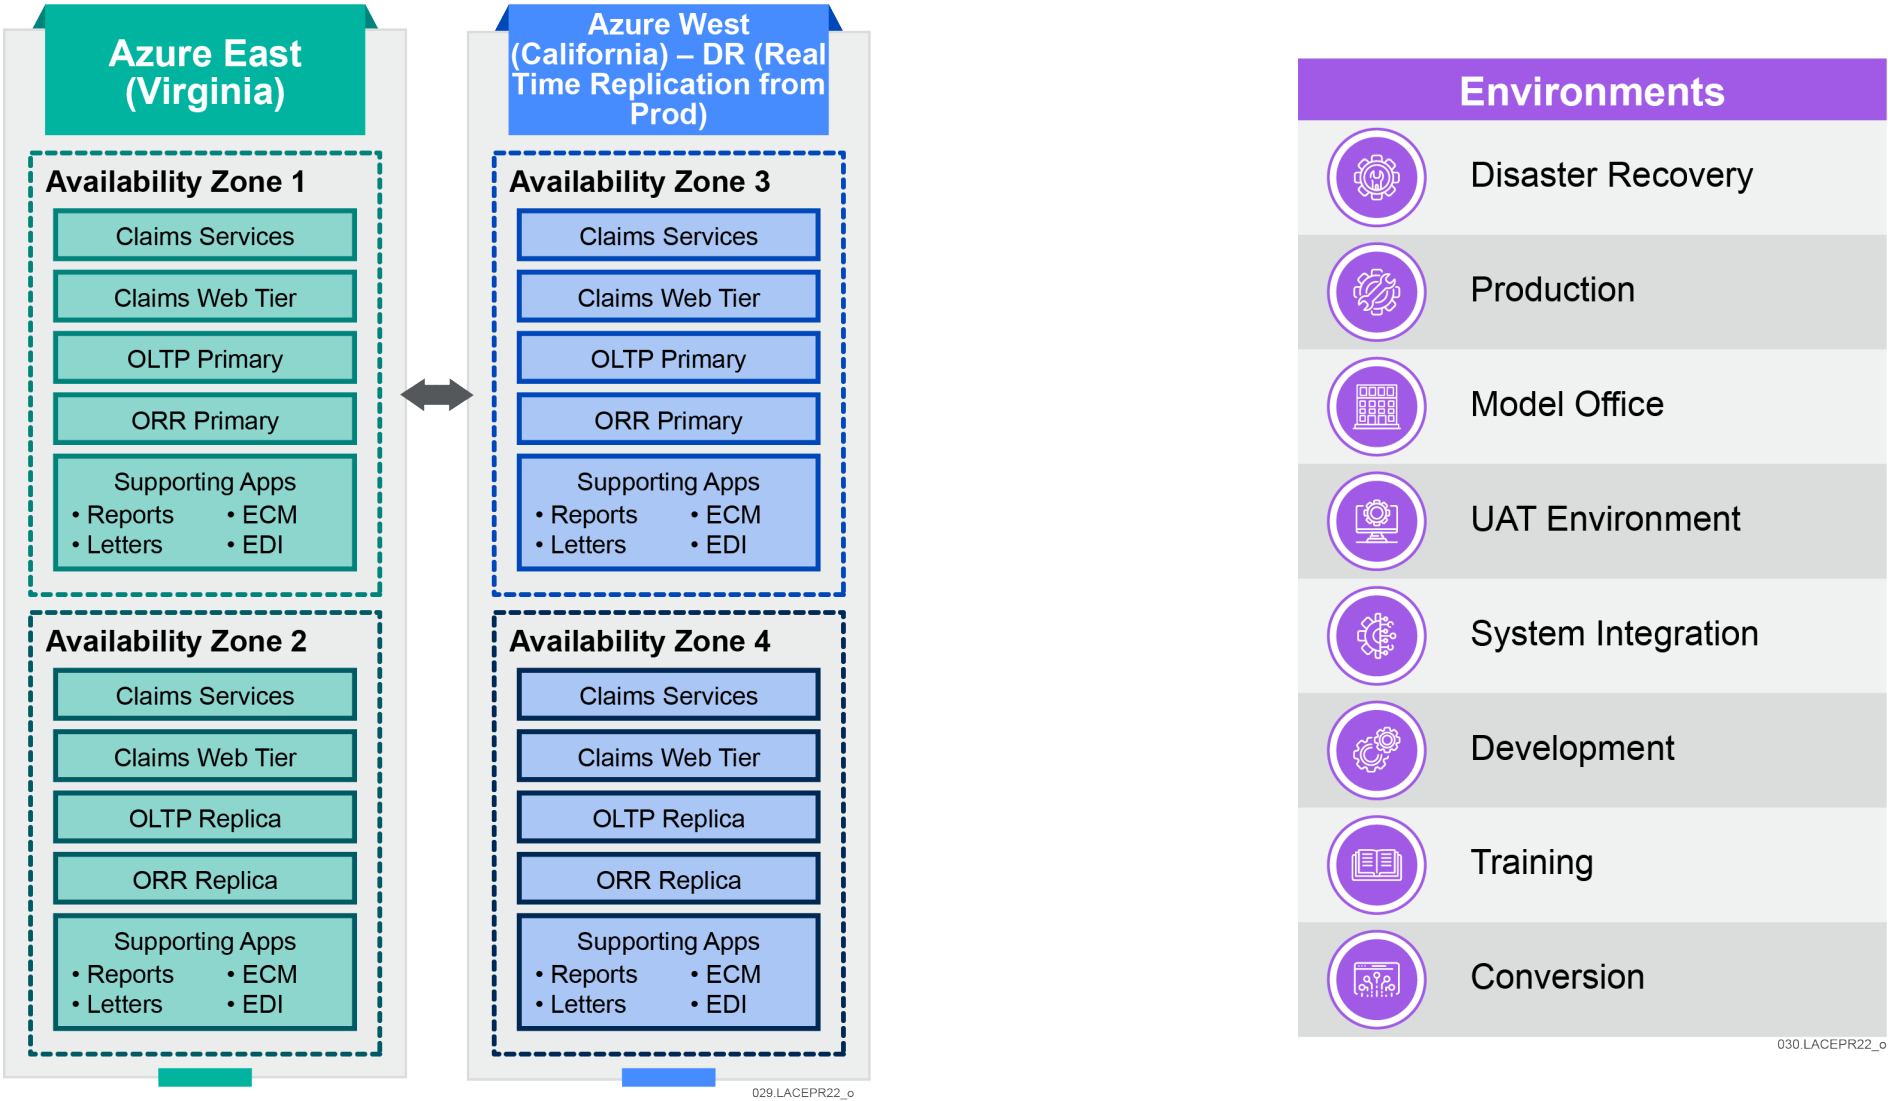 Azure East
(Virginia)
Availability Zone 1
Claims Services
Claims Web Tier
OLTP Primary
ORR Primary
Supporting Apps
• Reports • ECM
• Letters • EDI
Availability Zone 2
Claims Services
Claims Web Tier
OLTP Replica
ORR Replica
Supporting Apps
• Reports • ECM
• Letters • EDI
Azure West
(California) – DR (Real
Time Replication from
Prod)
Availability Zone 3
Claims Services
Claims Web Tier
OLTP Primary
ORR Primary
Supporting Apps
• Reports • ECM
• Letters • EDI
Availability Zone 4
Claims Services
Claims Web Tier
OLTP Replica
ORR Replica
Supporting Apps
• Reports • ECM
• Letters • EDI
029.LACEPR22_o
Environments
Disaster Recovery
Production
Model Office
UAT Environment
System Integration
Development
Training
Conversion
030.LACEPR22_o